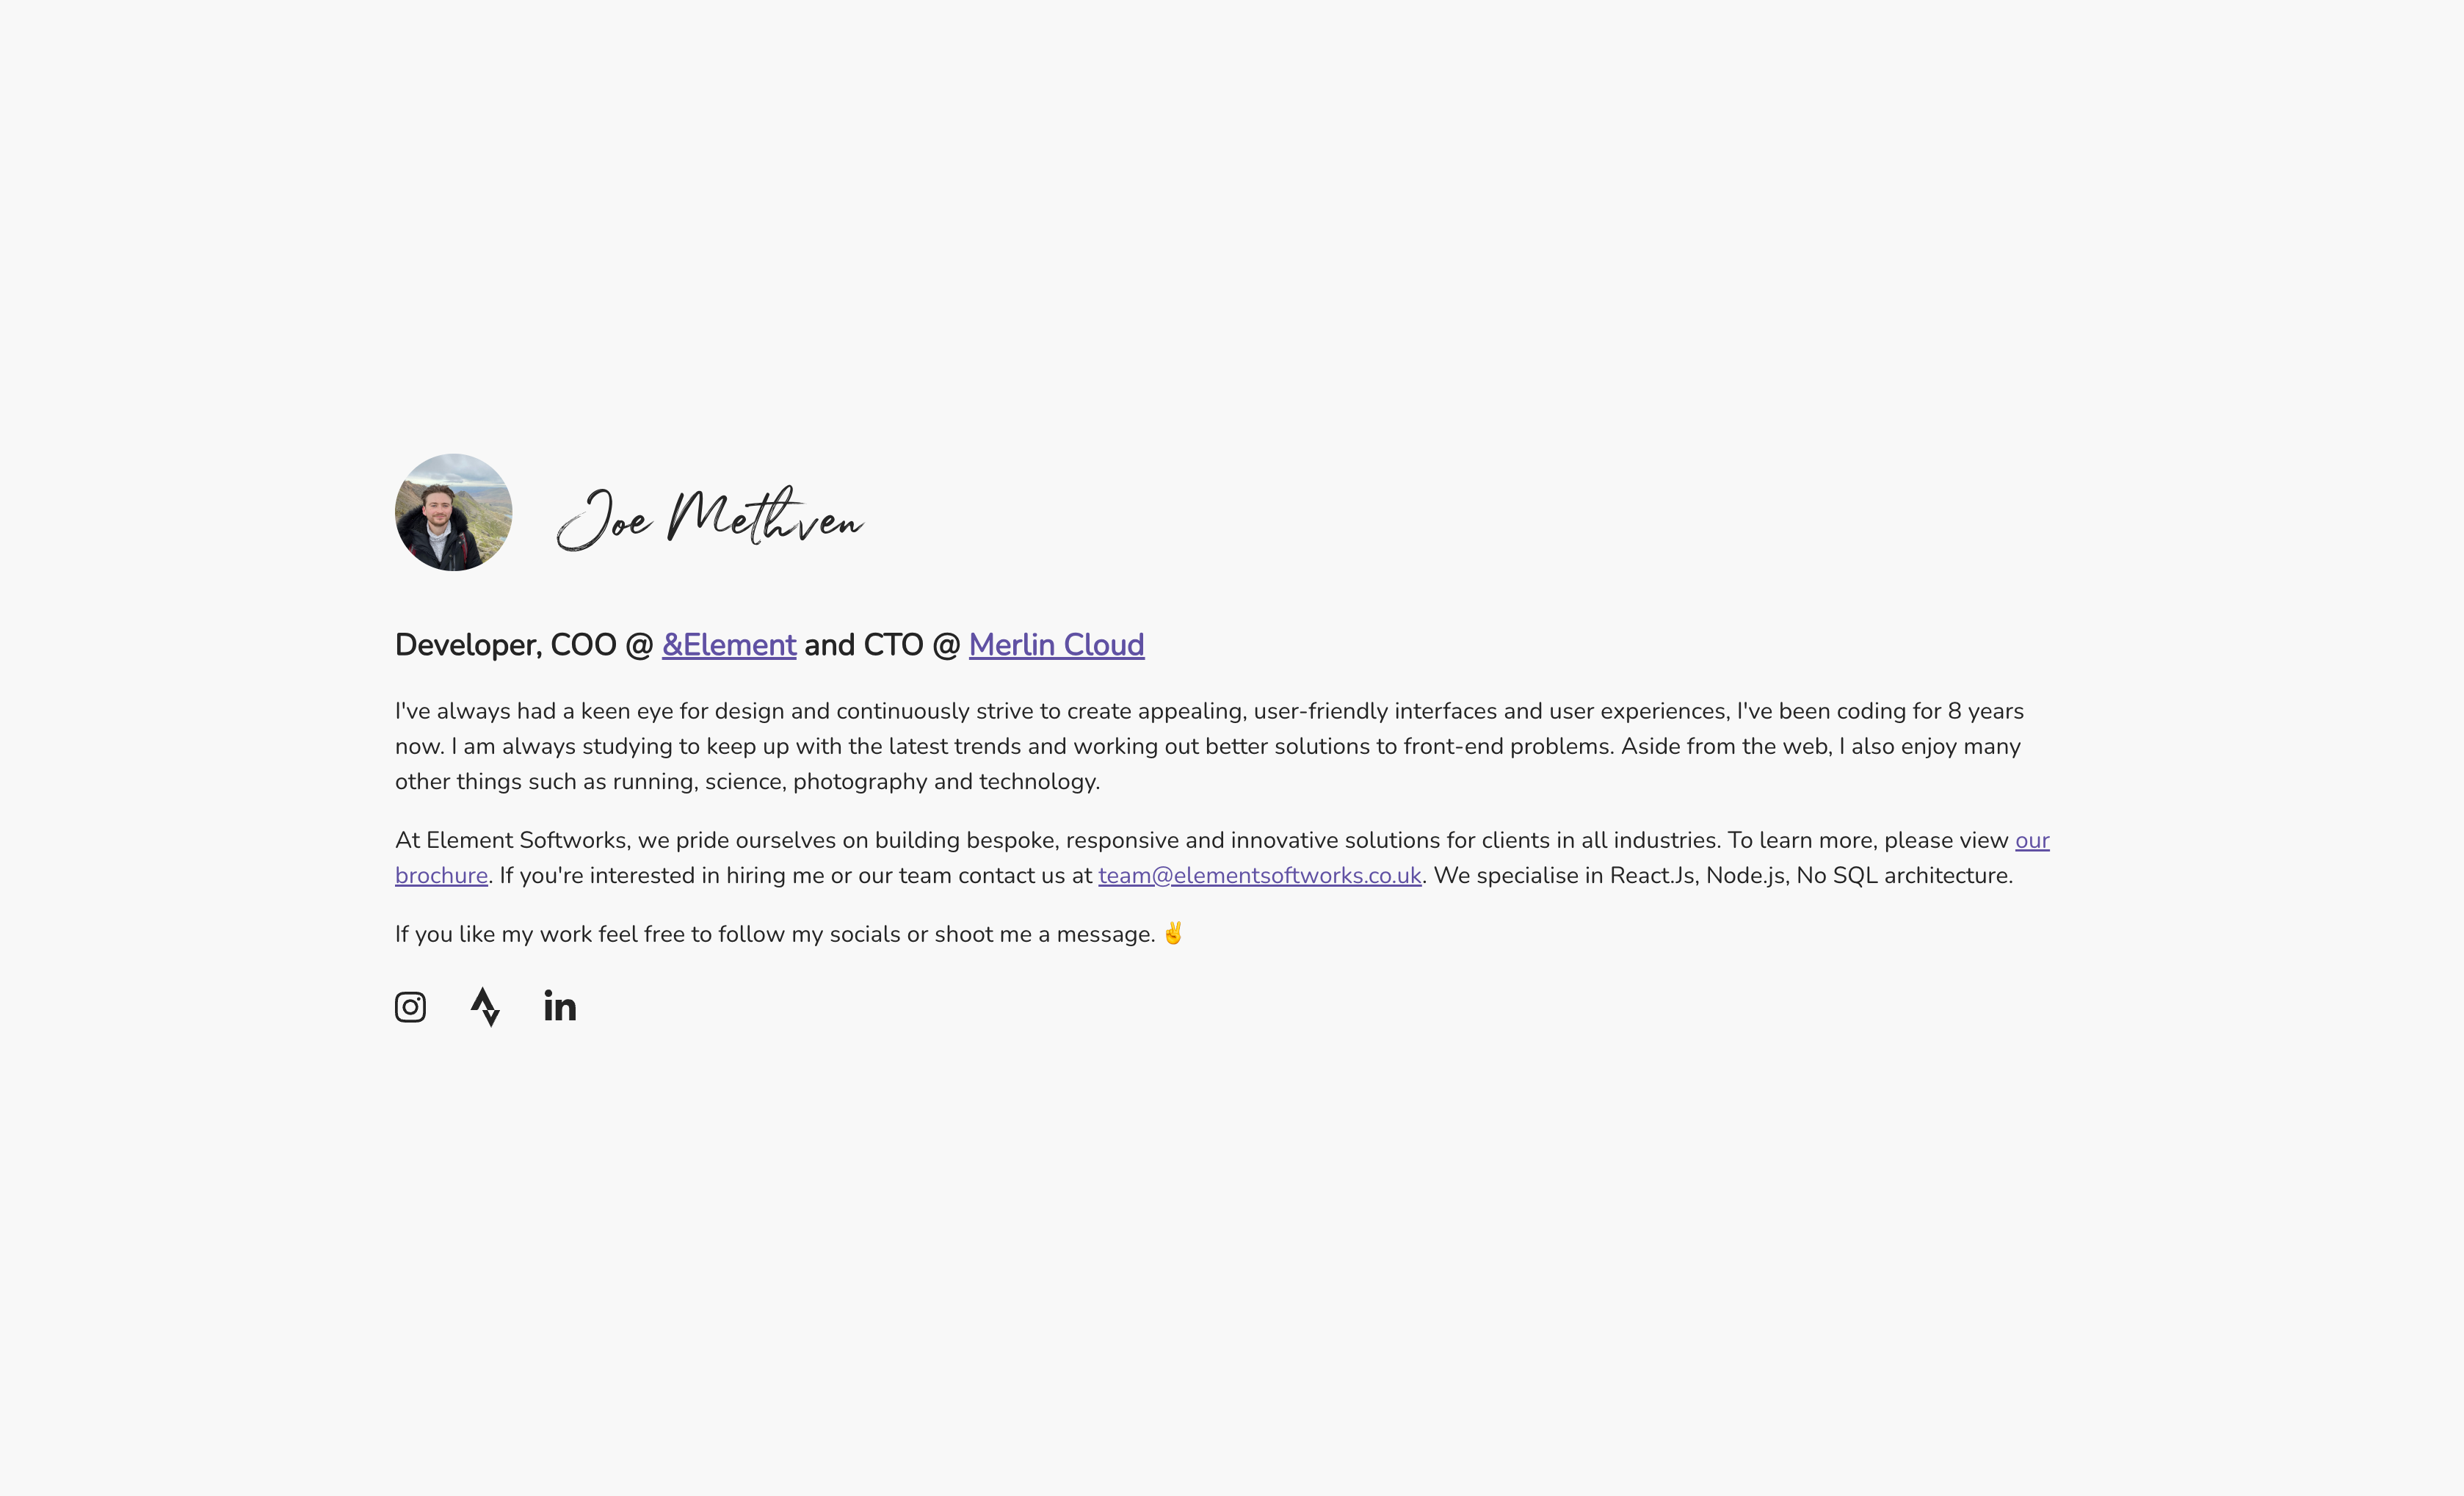 Joe Methven
Developer, COO @ &Element and CTO @ Merlin Cloud
I've always had a keen eye for design and continuously strive to create appealing, user-friendly interfaces and user experiences, I've been coding for 8 years
now. I am always studying to keep up with the latest trends and working out better solutions to front-end problems. Aside from the web, I also enjoy many
other things such as running, science, photography and technology.
At Element Softworks, we pride ourselves on building bespoke, responsive and innovative solutions for clients in all industries. To learn more, please view our
brochure. If you're interested in hiring me or our team contact us at team@elementsoftworks.co.uk. We specialise in React.Js, Node.js, No SQL architecture.
If you like my work feel free to follow my socials or shoot me a message. ✌️
in